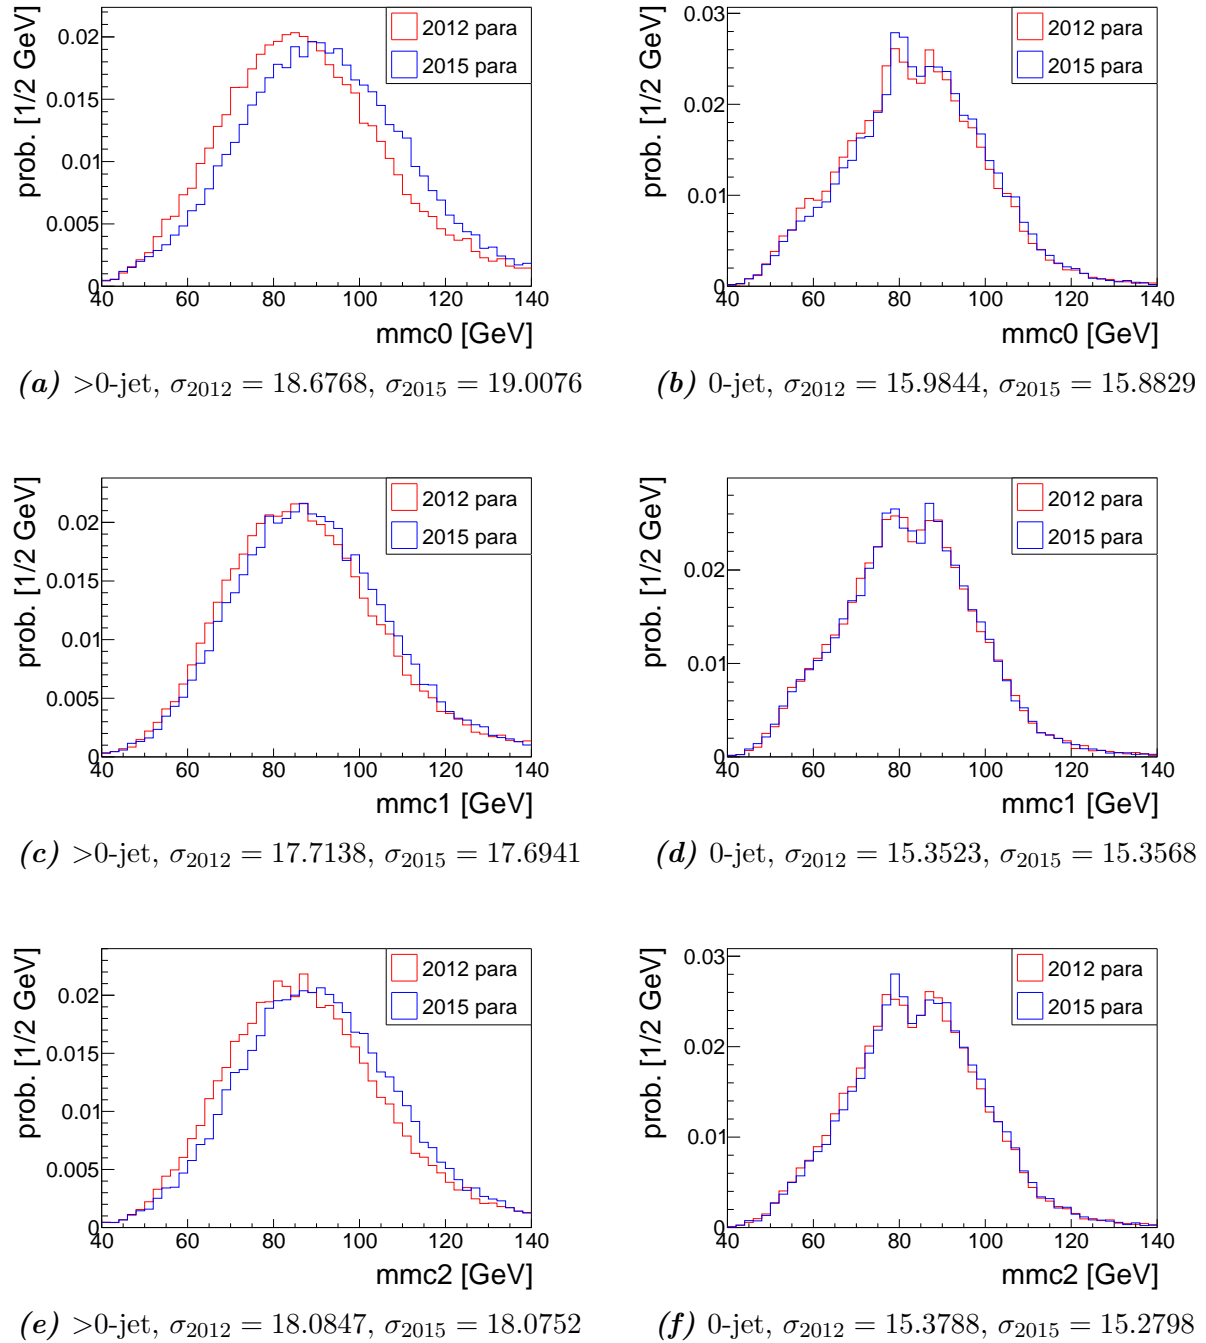 prob. [1/2 GeV]
0.02
0.015
0.01
0.005
0
2012 para
2015 para
40 60 80 100 120 140
mmc0 [GeV]
(a) >0-jet, σ2012 = 18.6768, σ2015 = 19.0076
prob. [1/2 GeV]
0.03
0.02
0.01
0
2012 para
2015 para
40 60 80 100 120 140
mmc0 [GeV]
(b) 0-jet, σ2012 = 15.9844, σ2015 = 15.8829
prob. [1/2 GeV]
0.02
0.015
0.01
0.005
0
2012 para
2015 para
40 60 80 100 120 140
mmc1 [GeV]
(c) >0-jet, σ2012 = 17.7138, σ2015 = 17.6941
prob. [1/2 GeV]
0.02
0.01
0
2012 para
2015 para
40 60 80 100 120 140
mmc1 [GeV]
(d) 0-jet, σ2012 = 15.3523, σ2015 = 15.3568
prob. [1/2 GeV]
0.02
0.015
0.01
0.005
0
2012 para
2015 para
40 60 80 100 120 140
mmc2 [GeV]
(e) >0-jet, σ2012 = 18.0847, σ2015 = 18.0752
prob. [1/2 GeV]
0.03
0.02
0.01
0
2012 para
2015 para
40 60 80 100 120 140
mmc2 [GeV]
(f) 0-jet, σ2012 = 15.3788, σ2015 = 15.2798